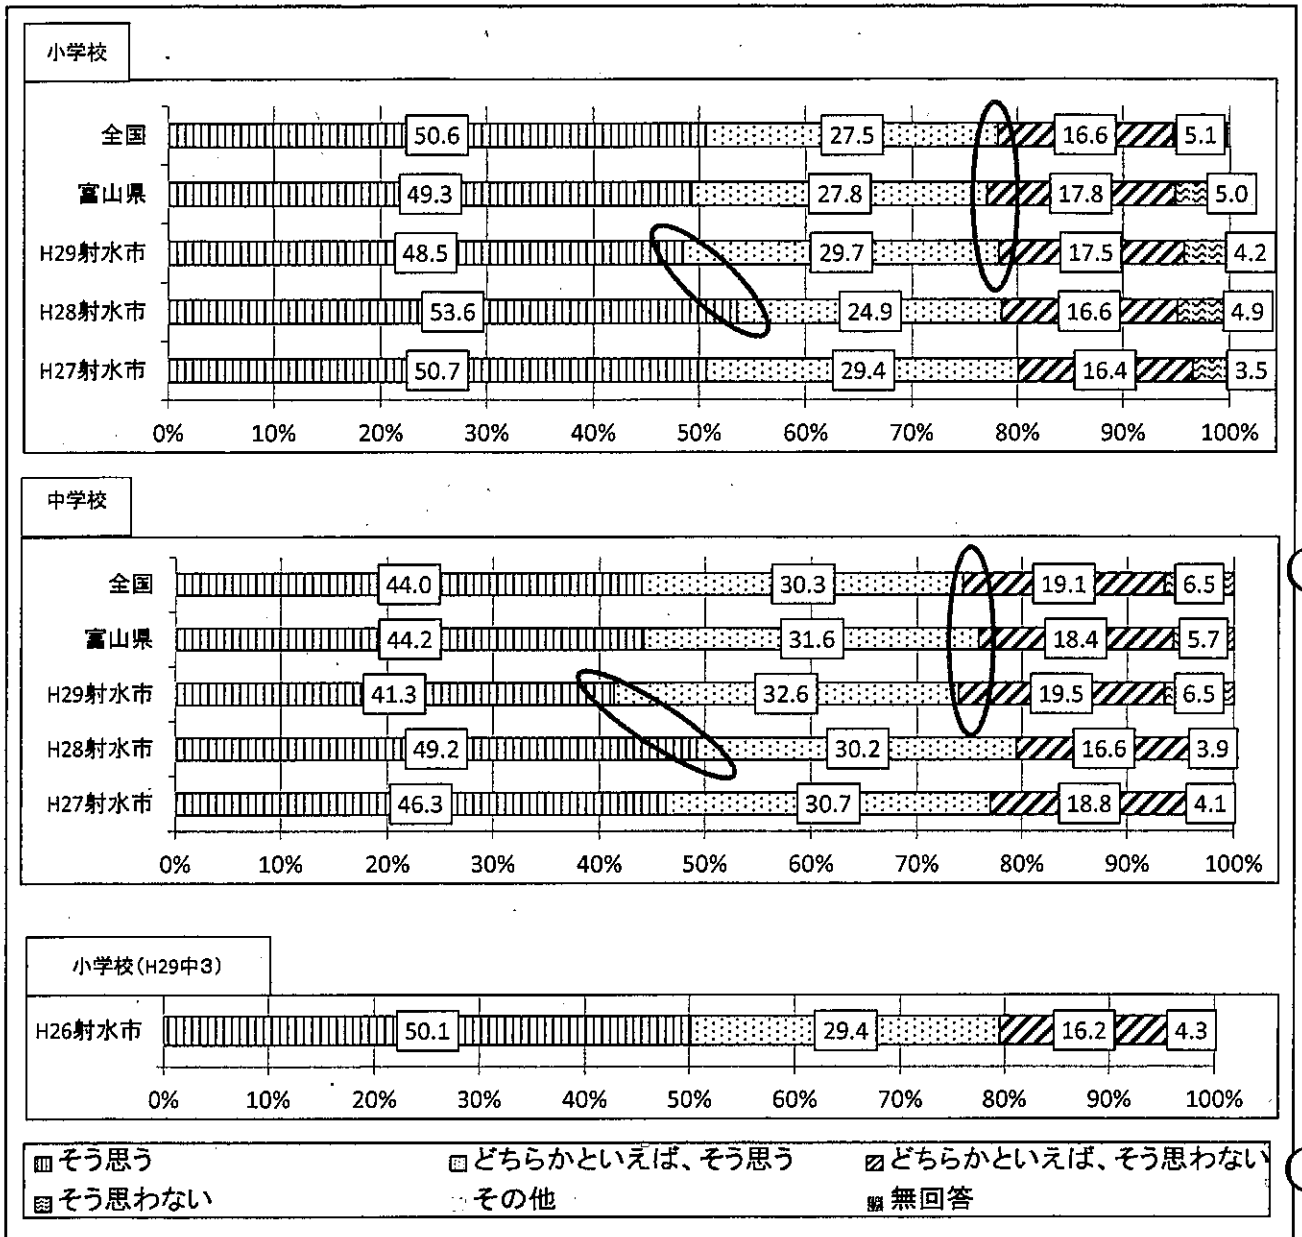 小学校
全国 50.6 27.5 16.6 5.1
富山県 49.3 27.8 17.8 5.0
H29射水市 48.5 29.7 17.5 4.2
H28射水市 53.6 24.9 16.6 4.9
H27射水市 50.7 29.4 16.4 3.5
0% 10% 20% 30% 40% 50% 60% 70% 80% 90% 100%
中学校
全国 44.0 30.3 19.1 6.5
富山県 44.2 31.6 18.4 5.7
H29射水市 41.3 32.6 19.5 6.5
H28射水市 49.2 30.2 16.6 3.9
H27射水市 46.3 30.7 18.8 4.1
0% 10% 20% 30% 40% 50% 60% 70% 80% 90% 100%
小学校(H29中3)
H26射水市 50.1 29.4 16.2 4.3
0% 10% 20% 30% 40% 50% 60% 70% 80% 90% 100%
そう思う どちらかといえば、そう思う どちらかといえば、そう思わない
そう思わない その他 無回答